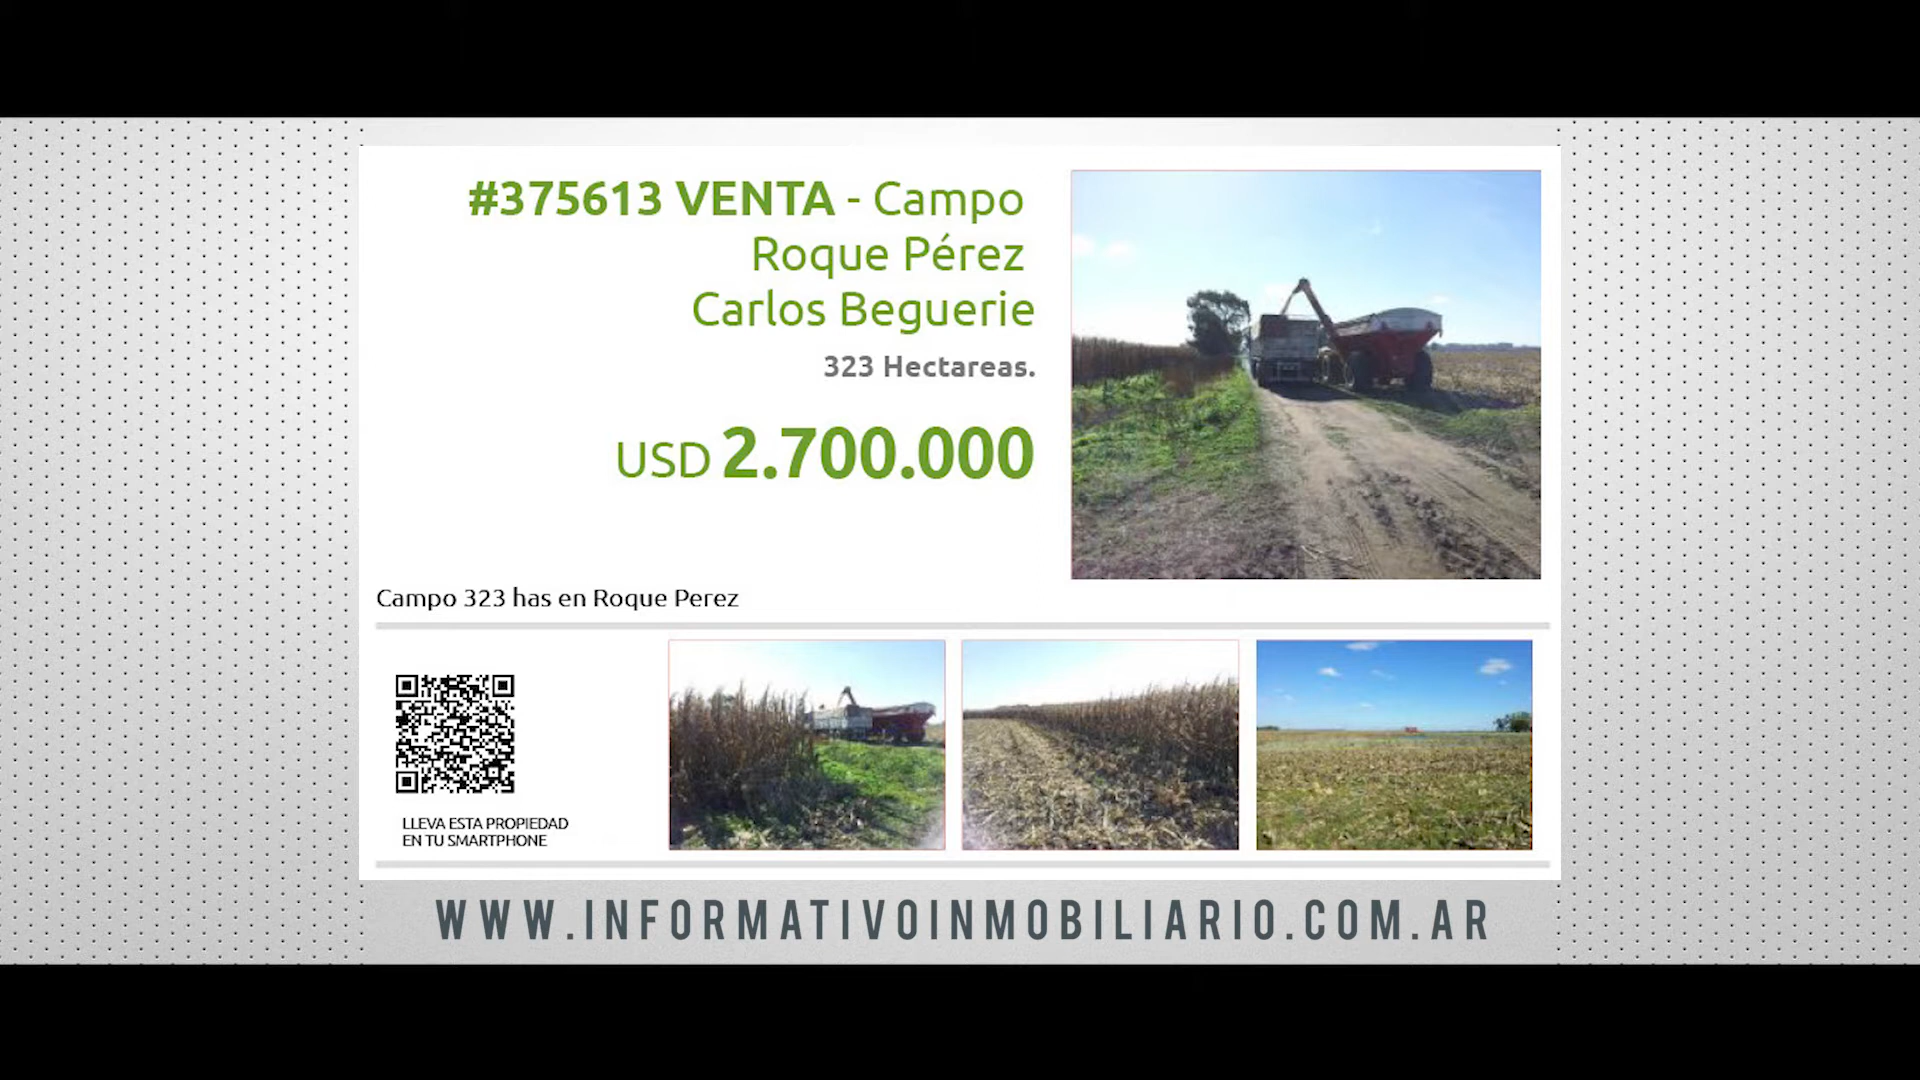 #375613 VENTA - Campo
Roque Pérez
Carlos Beguerie
323 Hectareas.
USD 2.700.000
Campo 323 has en Roque Perez
LLEVA ESTA PROPIEDAD
EN TU SMARTPHONE
WWW.INFORMATIVOINMOBILIARIO.COM.AR